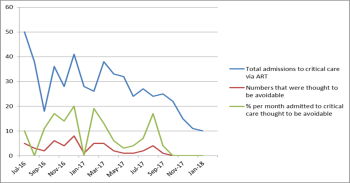 60
50
40
30
20
10
0
Jul-16
Sep-16
Nov-16
Jan-17
Mar-17
May-17
Jul-17
Sep-17
Nov-17
Jan-18
Total admissions to critical care
via ART
Numbers that were thought to
be avoidable
% per month admitted to critical
care thought to be avoidable